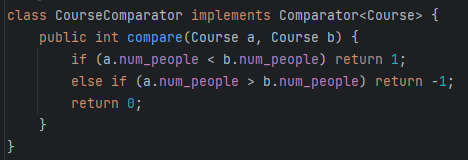 class CourseComparator implements Comparator<Course> {
    public int compare(Course a, Course b) {
        if (a.num_people < b.num_people) return 1;
        else if (a.num_people > b.num_people) return -1;
        return 0;
    }
}